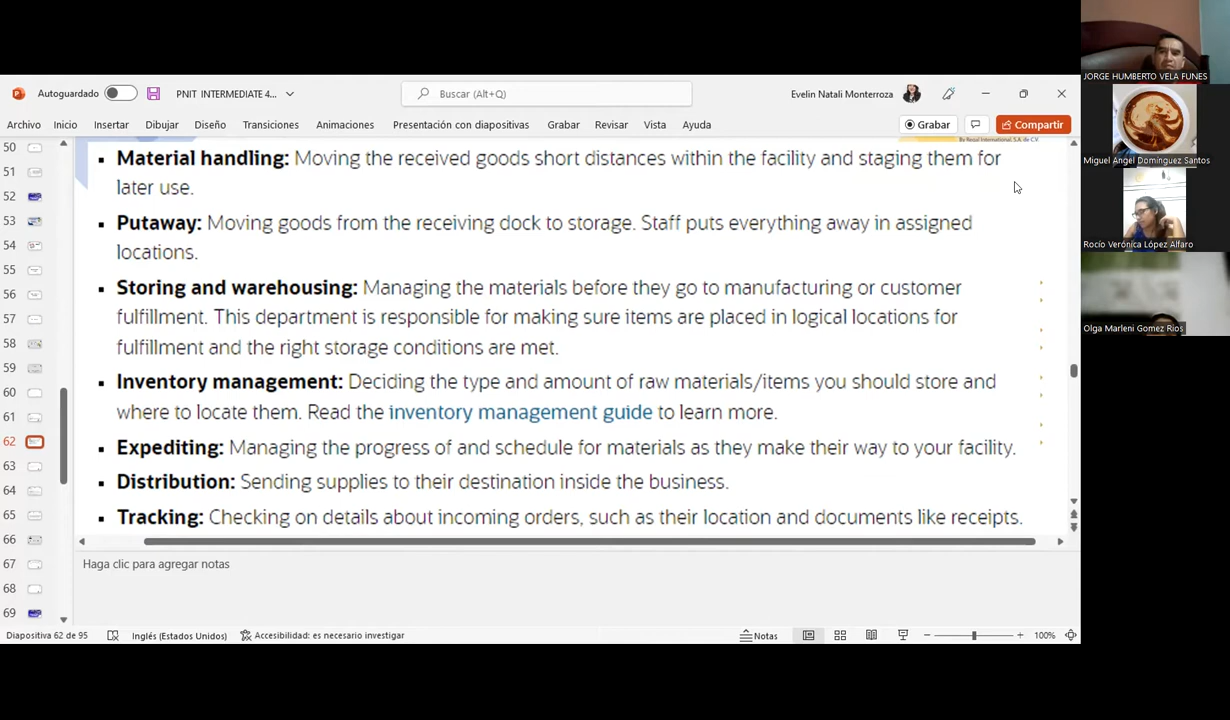 Autoguardado PNIT INTERMEDIATE 4... Buscar (Alt+Q) Evelin Natali Monterroza
Archivo Inicio Insertar Dibujar Diseño Transiciones Animaciones Presentación con diapositivas Grabar Revisar Vista Ayuda Grabar Compartir
By Regal International, S.A. de C.V.
50
51
52
53
54
55
56
57
58
59
60
61
62
63
64
65
66
67
68
69
▪ Material handling: Moving the received goods short distances within the facility and staging them for
later use.
▪ Putaway: Moving goods from the receiving dock to storage. Staff puts everything away in assigned
locations.
▪ Storing and warehousing: Managing the materials before they go to manufacturing or customer
fulfillment. This department is responsible for making sure items are placed in logical locations for
fulfillment and the right storage conditions are met.
▪ Inventory management: Deciding the type and amount of raw materials/items you should store and
where to locate them. Read the inventory management guide to learn more.
▪ Expediting: Managing the progress of and schedule for materials as they make their way to your facility.
▪ Distribution: Sending supplies to their destination inside the business.
▪ Tracking: Checking on details about incoming orders, such as their location and documents like receipts.
Haga clic para agregar notas
Diapositiva 62 de 95 Inglés (Estados Unidos) Accesibilidad: es necesario investigar Notas 100%
JORGE HUMBERTO VELA FUNES
Miguel Angel Dominguez Santos
Rocío Verónica López Alfaro
Olga Marleni Gomez Rios